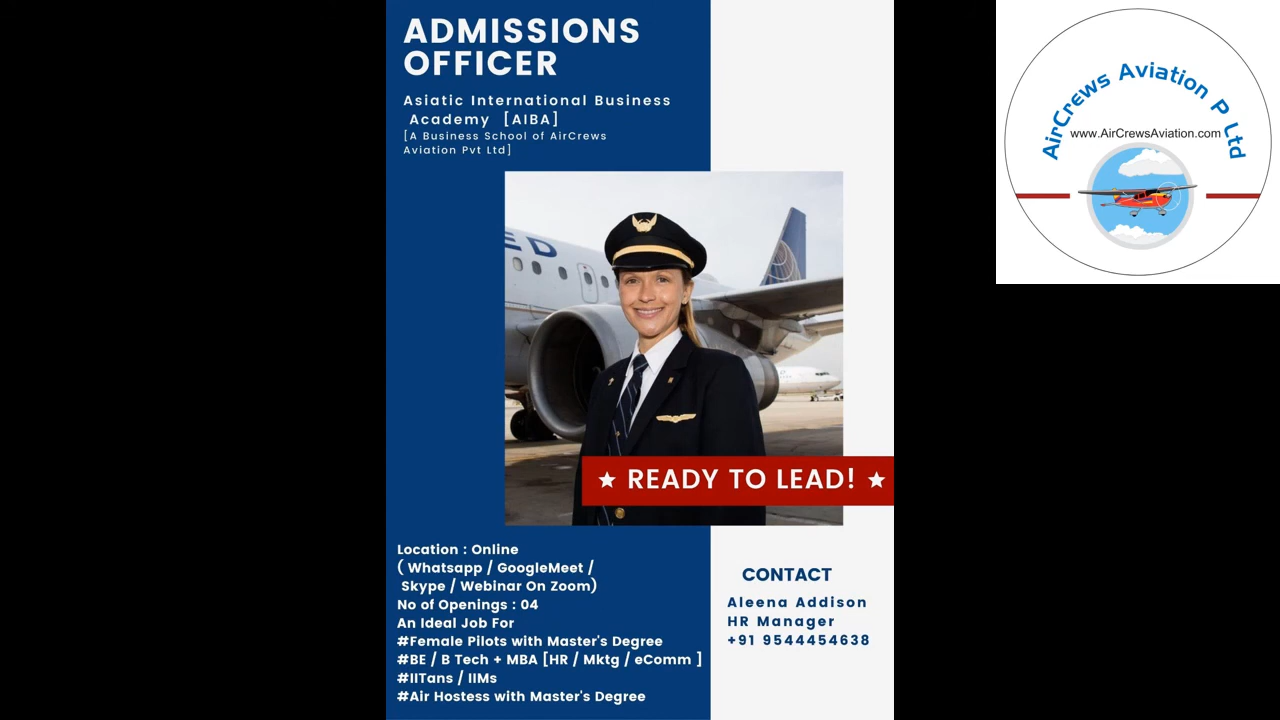 ADMISSIONS
OFFICER
Asiatic International Business
Academy [AIBA]
[A Business School of AirCrews
Aviation Pvt Ltd]
ED
★ READY TO LEAD! ★
Location : Online
( Whatsapp / GoogleMeet /
Skype / Webinar On Zoom)
No of Openings : 04
An Ideal Job For
#Female Pilots with Master's Degree
#BE / B Tech + MBA [HR / Mktg / eComm ]
#IITans / IIMs
#Air Hostess with Master's Degree
CONTACT
Aleena Addison
HR Manager
+91 9544454638
AirCrews Aviation P Ltd
www.AirCrewsAviation.com